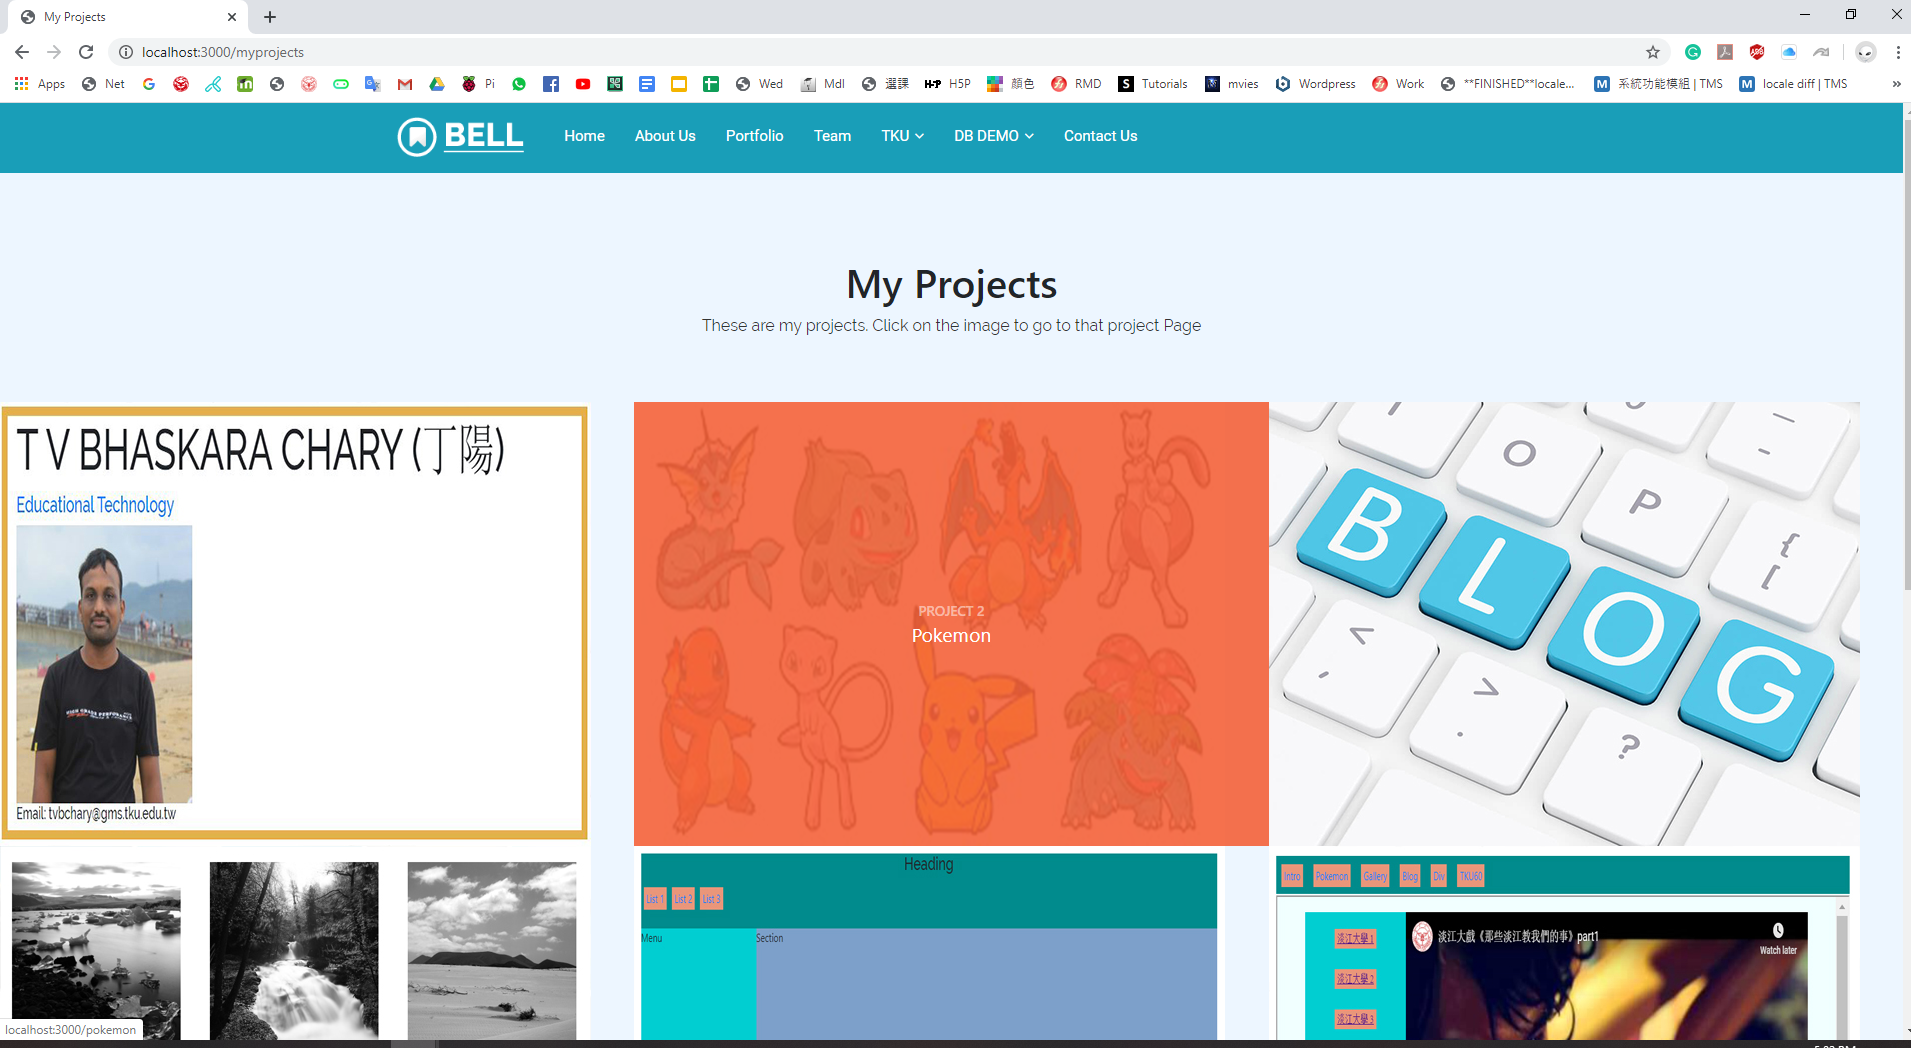 My Projects
localhost:3000/myprojects
Apps Net Pi Wed Mdl 選課 H5P H5P 顏色 RMD S Tutorials mvies Wordpress Work **FINISHED**locale... M 系統功能模組 | TMS M locale diff | TMS »
BELL Home About Us Portfolio Team TKU DB DEMO Contact Us
My Projects
These are my projects. Click on the image to go to that project Page
T V BHASKARA CHARY (丁陽)
Educational Technology
Email: tvbchary@gms.tku.edu.tw
PROJECT 2
Pokemon
O
P
{
[
B
L
O
G
<
,
>
.
?
Heading
List 1 List 2 List 3
Menu Section
Intro Pokemon Gallery Blog Div TKU60
淡江大學 1
淡江大學 2
淡江大學 3
淡江大戲《那些淡江教我們的事》part1
Watch later
localhost:3000/pokemon